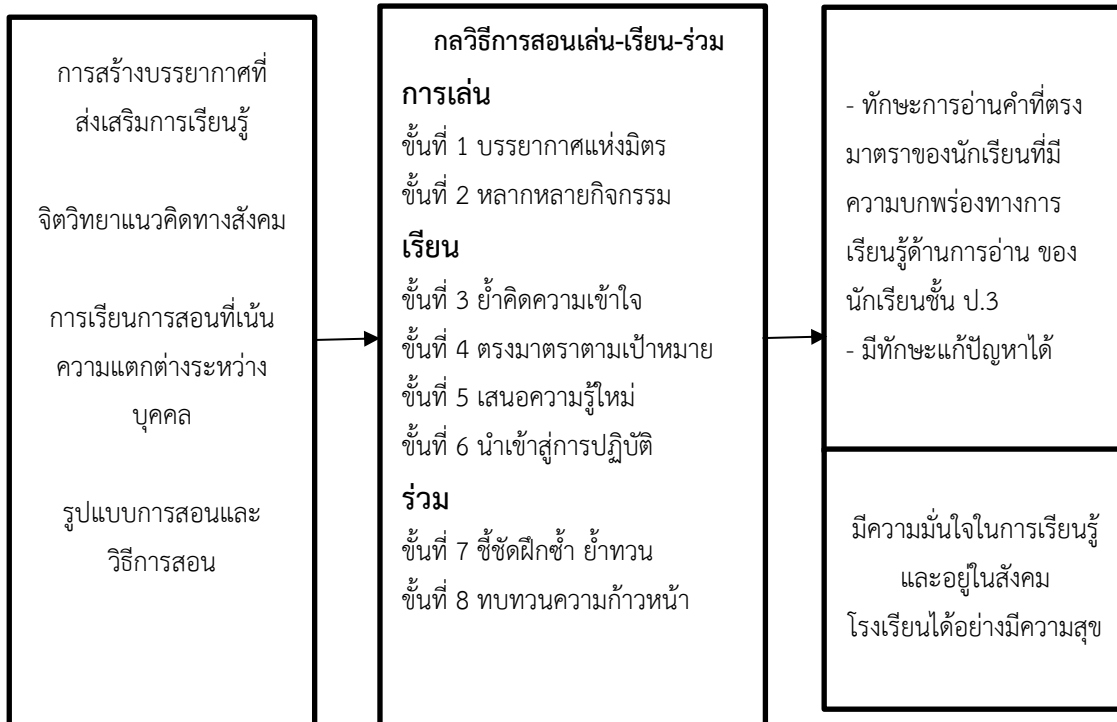 การสร้างบรรยากาศที่
ส่งเสริมการเรียนรู้
จิตวิทยาแนวคิดทางสังคม
การเรียนการสอนที่เน้น
ความแตกต่างระหว่าง
บุคคล
รูปแบบการสอนและ
วิธีการสอน
กลวิธีการสอนเล่น-เรียน-ร่วม
การเล่น
ขั้นที่ 1 บรรยากาศแห่งมิตร
ขั้นที่ 2 หลากหลายกิจกรรม
เรียน
ขั้นที่ 3 ย้ำคิดความเข้าใจ
ขั้นที่ 4 ตรงมาตราตามเป้าหมาย
ขั้นที่ 5 เสนอความรู้ใหม่
ขั้นที่ 6 นำเข้าสู่การปฏิบัติ
ร่วม
ขั้นที่ 7 ชี้ชัดฝึกซ้ำ ย้ำทวน
ขั้นที่ 8 ทบทวนความก้าวหน้า
- ทักษะการอ่านคำที่ตรง
มาตราของนักเรียนที่มี
ความบกพร่องทางการ
เรียนรู้ด้านการอ่าน ของ
นักเรียนชั้น ป.3
- มีทักษะแก้ปัญหาได้
มีความมั่นใจในการเรียนรู้
และอยู่ในสังคม
โรงเรียนได้อย่างมีความสุข